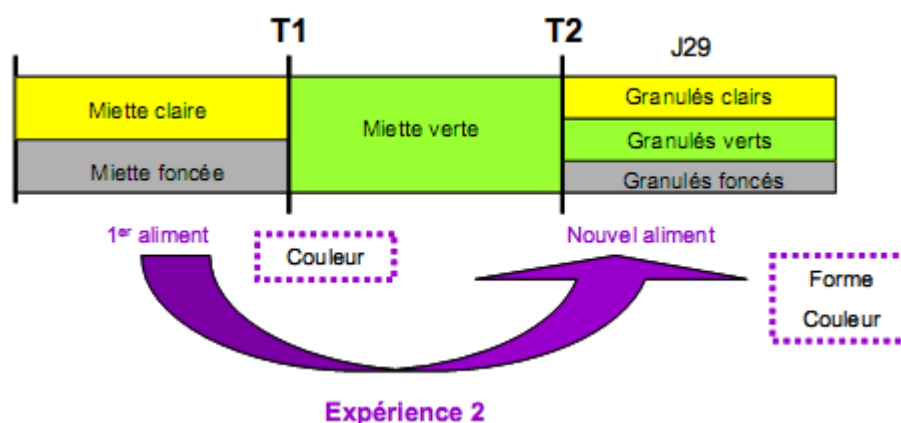 T1
T2
J29
Miette claire
Miette foncée
Miette verte
Granulés clairs
Granulés verts
Granulés foncés
1er aliment
Couleur
Nouvel aliment
Forme
Couleur
Expérience 2